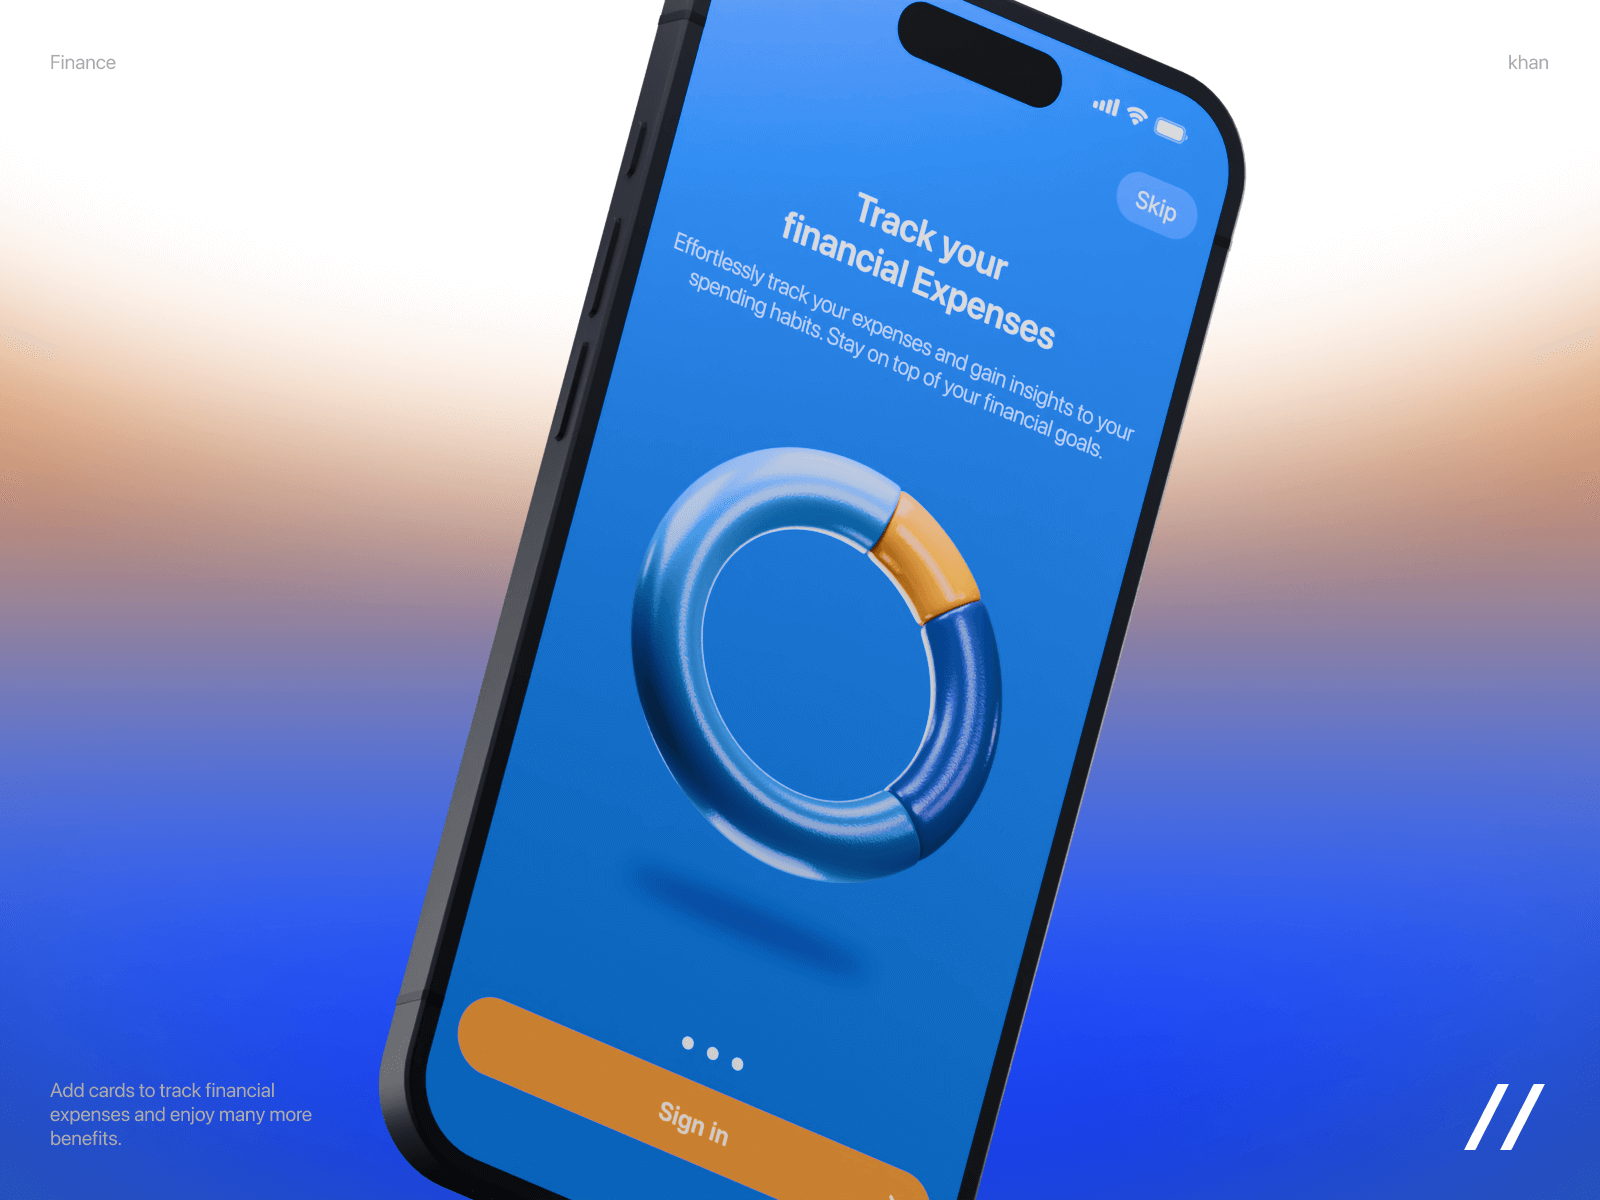 Finance
khan
Skip
Track your
financial Expenses
Effortlessly track your expenses and gain insights to your
spending habits. Stay on top of your financial goals.
Sign in
Add cards to track financial
expenses and enjoy many more
benefits.